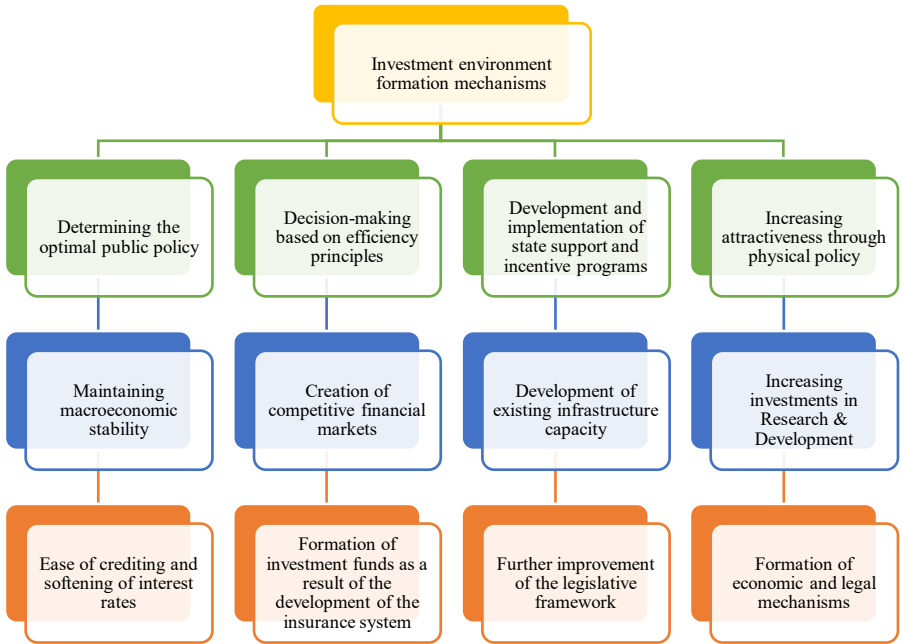 Investment environment
formation mechanisms
Determining the
optimal public policy
Decision-making
based on efficiency
principles
Development and
implementation of
state support and
incentive programs
Increasing
attractiveness through
physical policy
Maintaining
macroeconomic
stability
Creation of
competitive financial
markets
Development of
existing infrastructure
capacity
Increasing
investments in
Research &
Development
Ease of crediting and
softening of interest
rates
Formation of
investment funds as a
result of the
development of the
insurance system
Further improvement
of the legislative
framework
Formation of
economic and legal
mechanisms